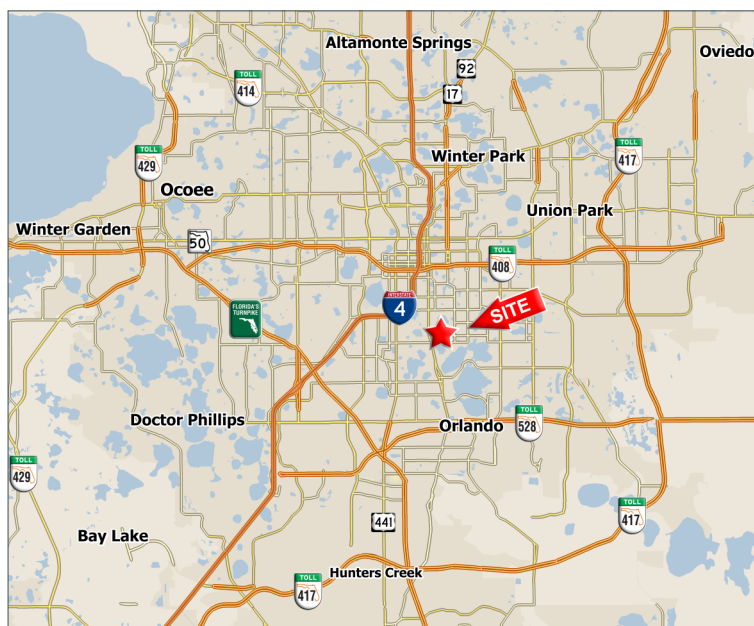 Altamonte Springs
Oviedo
92
TOLL
414
17
TOLL
429
Winter Park
TOLL
417
Ocoee
Union Park
Winter Garden
50
TOLL
408
INTERSTATE
4
FLORIDA'S
TURNPIKE
SITE
Doctor Phillips
Orlando
TOLL
528
TOLL
429
TOLL
417
441
Bay Lake
Hunters Creek
TOLL
417